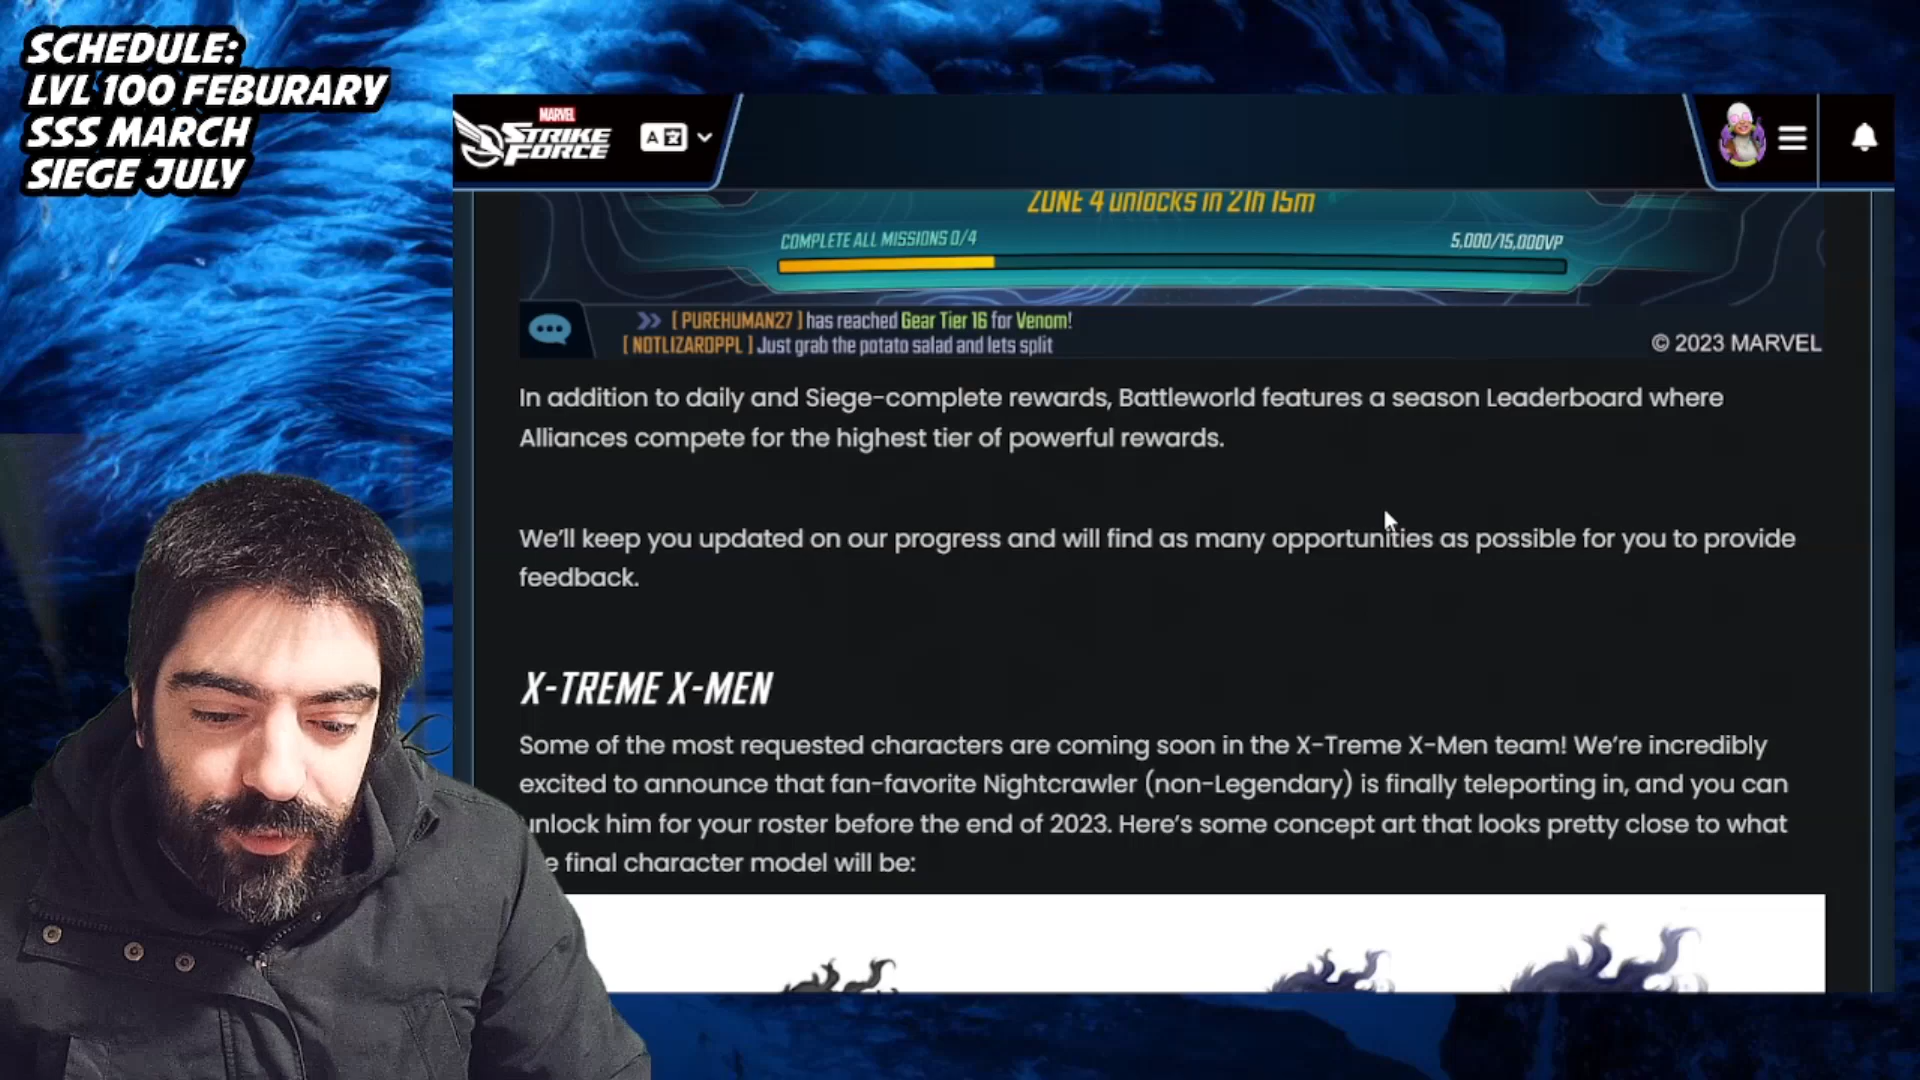 SCHEDULE:
LVL 100 FEBURARY
SSS MARCH
SIEGE JULY
MARVEL
STRIKE
FORCE
A
ZONE 4 unlocks in 21h 15m
COMPLETE ALL MISSIONS 0/4
5,000/15,000VP
[ PUREHUMAN27 ] has reached Gear Tier 16 for Venom!
[ NOTLIZARDPPL ] Just grab the potato salad and lets split
© 2023 MARVEL
In addition to daily and Siege-complete rewards, Battleworld features a season Leaderboard where
Alliances compete for the highest tier of powerful rewards.
We'll keep you updated on our progress and will find as many opportunities as possible for you to provide
feedback.
X-TREME X-MEN
Some of the most requested characters are coming soon in the X-Treme X-Men team! We're incredibly
excited to announce that fan-favorite Nightcrawler (non-Legendary) is finally teleporting in, and you can
unlock him for your roster before the end of 2023. Here's some concept art that looks pretty close to what
final character model will be: